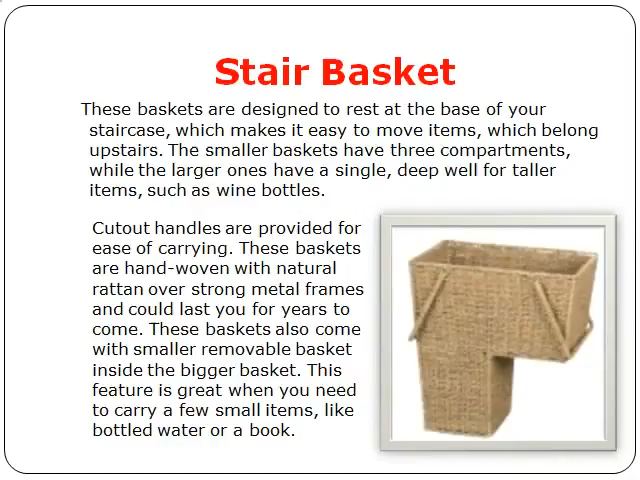 Stair Basket
These baskets are designed to rest at the base of your
staircase, which makes it easy to move items, which belong
upstairs. The smaller baskets have three compartments,
while the larger ones have a single, deep well for taller
items, such as wine bottles.
Cutout handles are provided for
ease of carrying. These baskets
are hand-woven with natural
rattan over strong metal frames
and could last you for years to
come. These baskets also come
with smaller removable basket
inside the bigger basket. This
feature is great when you need
to carry a few small items, like
bottled water or a book.